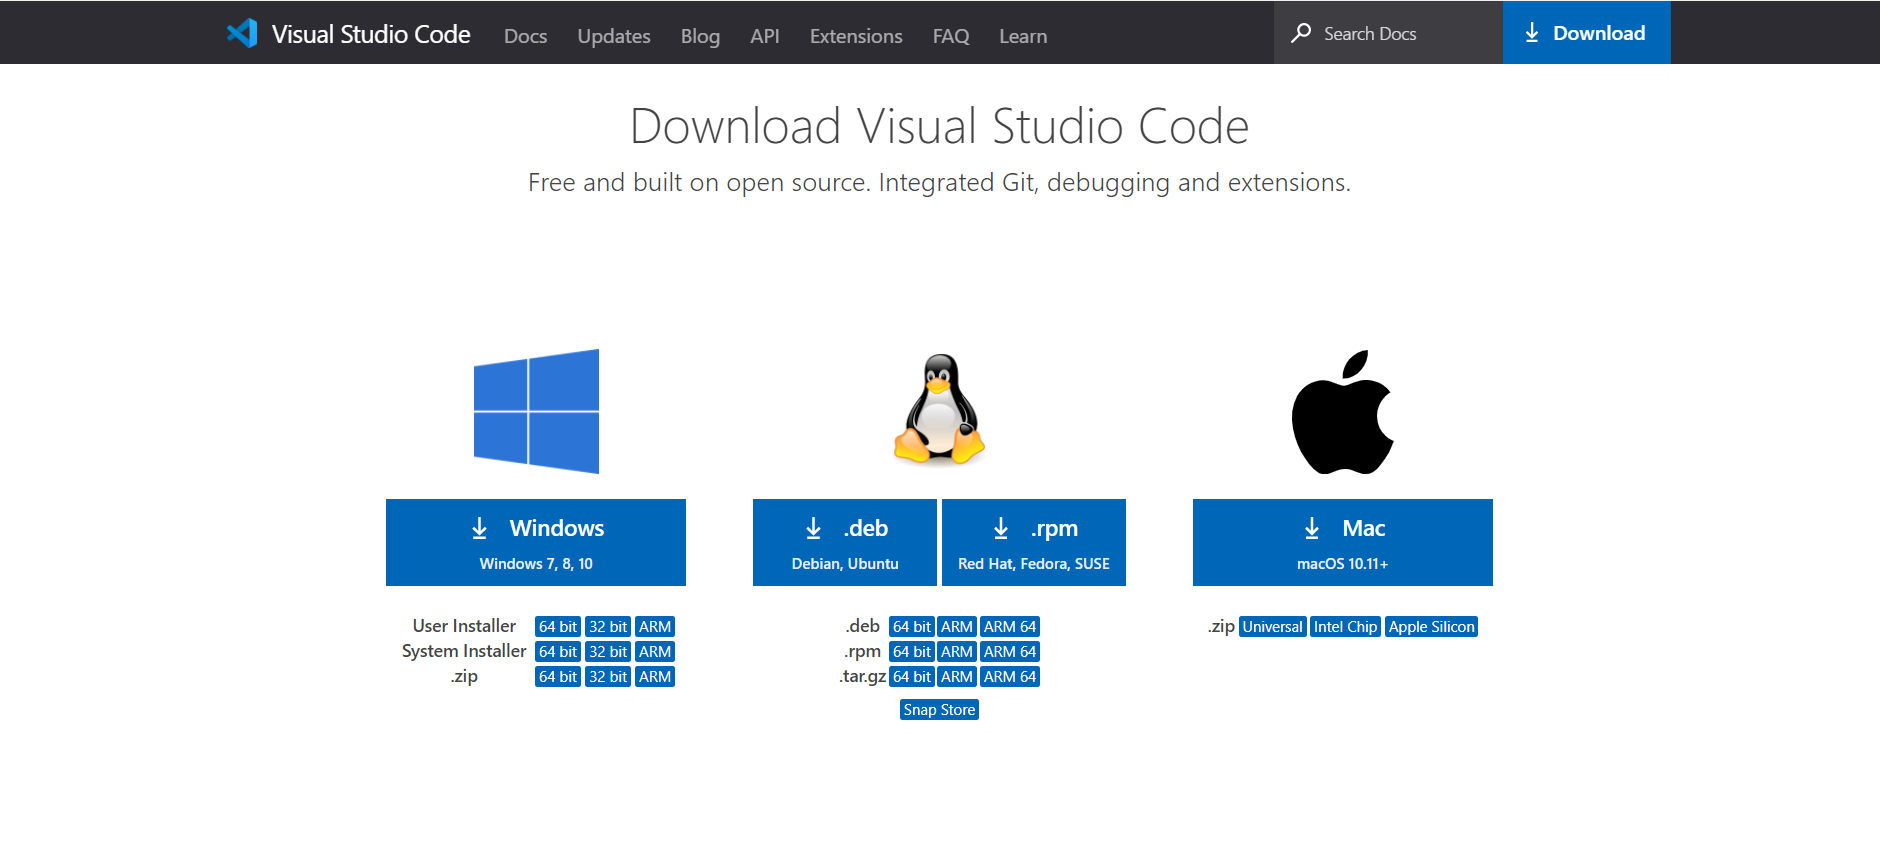 Visual Studio Code Docs Updates Blog API Extensions FAQ Learn Search Docs Download
Download Visual Studio Code
Free and built on open source. Integrated Git, debugging and extensions.
Windows
Windows 7, 8, 10
User Installer 64 bit 32 bit ARM
System Installer 64 bit 32 bit ARM
.zip 64 bit 32 bit ARM
.deb
Debian, Ubuntu
.rpm
Red Hat, Fedora, SUSE
.deb 64 bit ARM ARM 64
.rpm 64 bit ARM ARM 64
.tar.gz 64 bit ARM ARM 64
Snap Store
Mac
macOS 10.11+
.zip Universal Intel Chip Apple Silicon